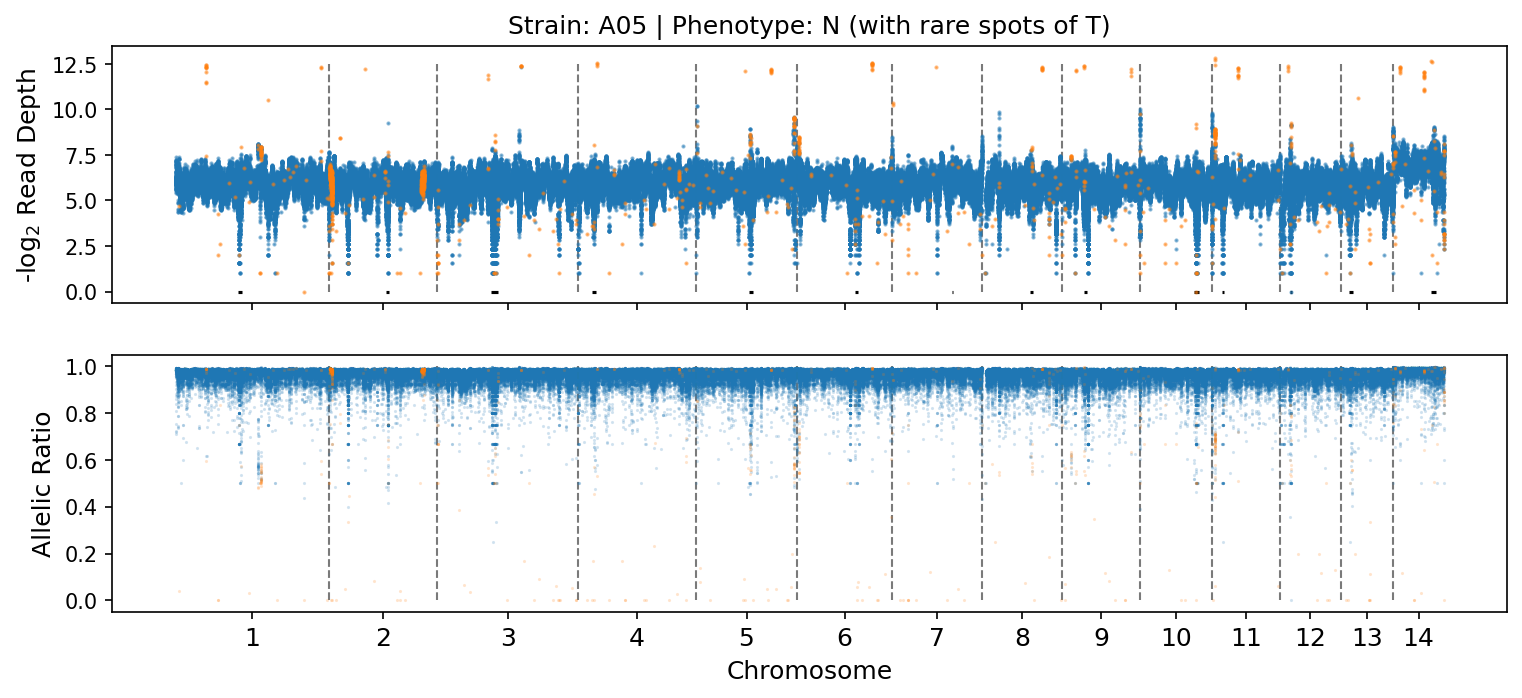 Strain: A05 | Phenotype: N (with rare spots of T)
-log₂ Read Depth
12.5
10.0
7.5
5.0
2.5
0.0
Allelic Ratio
1.0
0.8
0.6
0.4
0.2
0.0
1 2 3 4 5 6 7 8 9 10 11 12 13 14
Chromosome